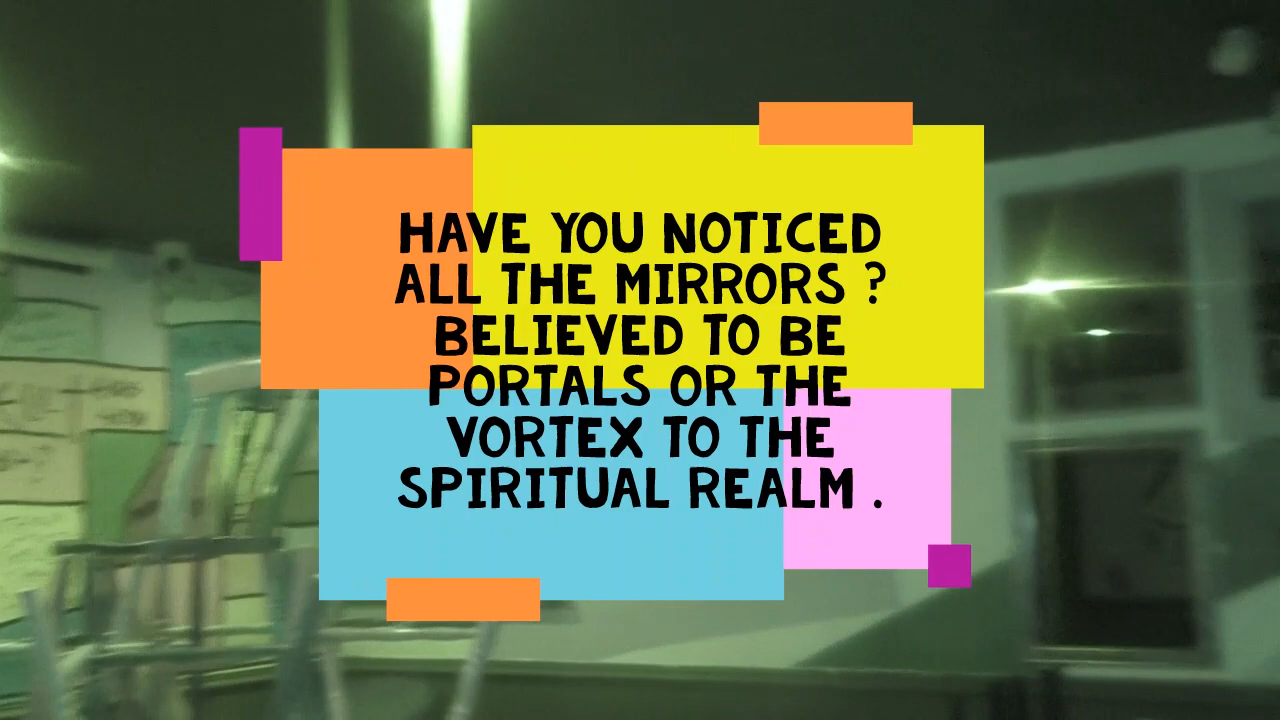 HAVE YOU NOTICED
ALL THE MIRRORS ?
BELIEVED TO BE
PORTALS OR THE
VORTEX TO THE
SPIRITUAL REALM .